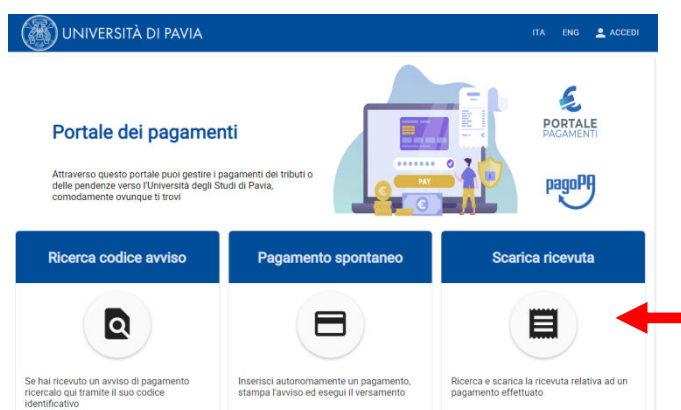 UNIVERSITÀ DI PAVIA
ITA ENG ACCEDI
Portale dei pagamenti
Attraverso questo portale puoi gestire i pagamenti dei tributi o
delle pendenze verso l'Università degli Studi di Pavia,
comodamente ovunque ti trovi
PAY
PORTALE
PAGAMENTI
pagoPA
Ricerca codice avviso
Se hai ricevuto un avviso di pagamento
ricercalo qui tramite il suo codice
identificativo
Pagamento spontaneo
Inserisci autonomamente un pagamento,
stampa l'avviso ed esegui il versamento
Scarica ricevuta
Ricerca e scarica la ricevuta relativa ad un
pagamento effettuato